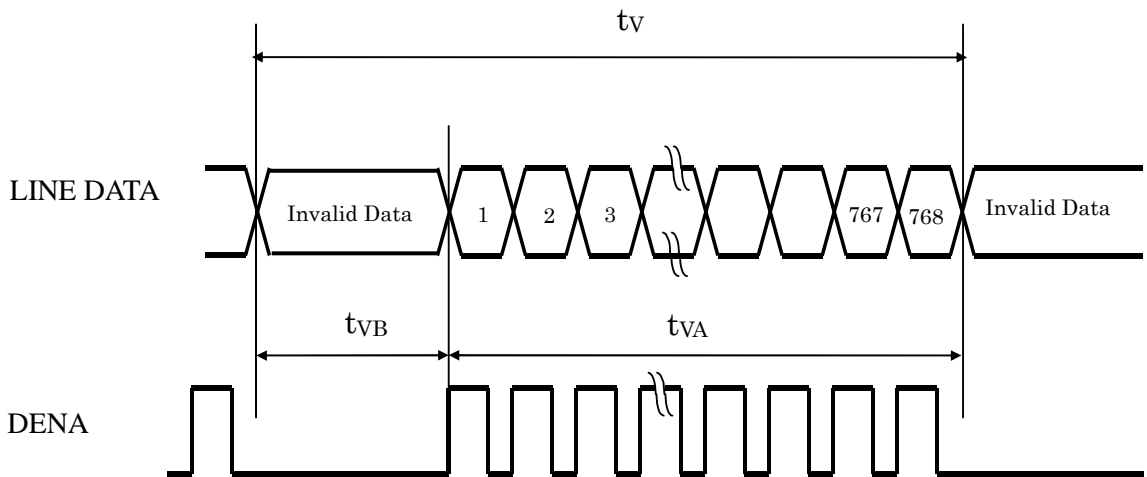 tV
LINE DATA
Invalid Data 1 2 3 767 768 Invalid Data
tVB tVA
DENA